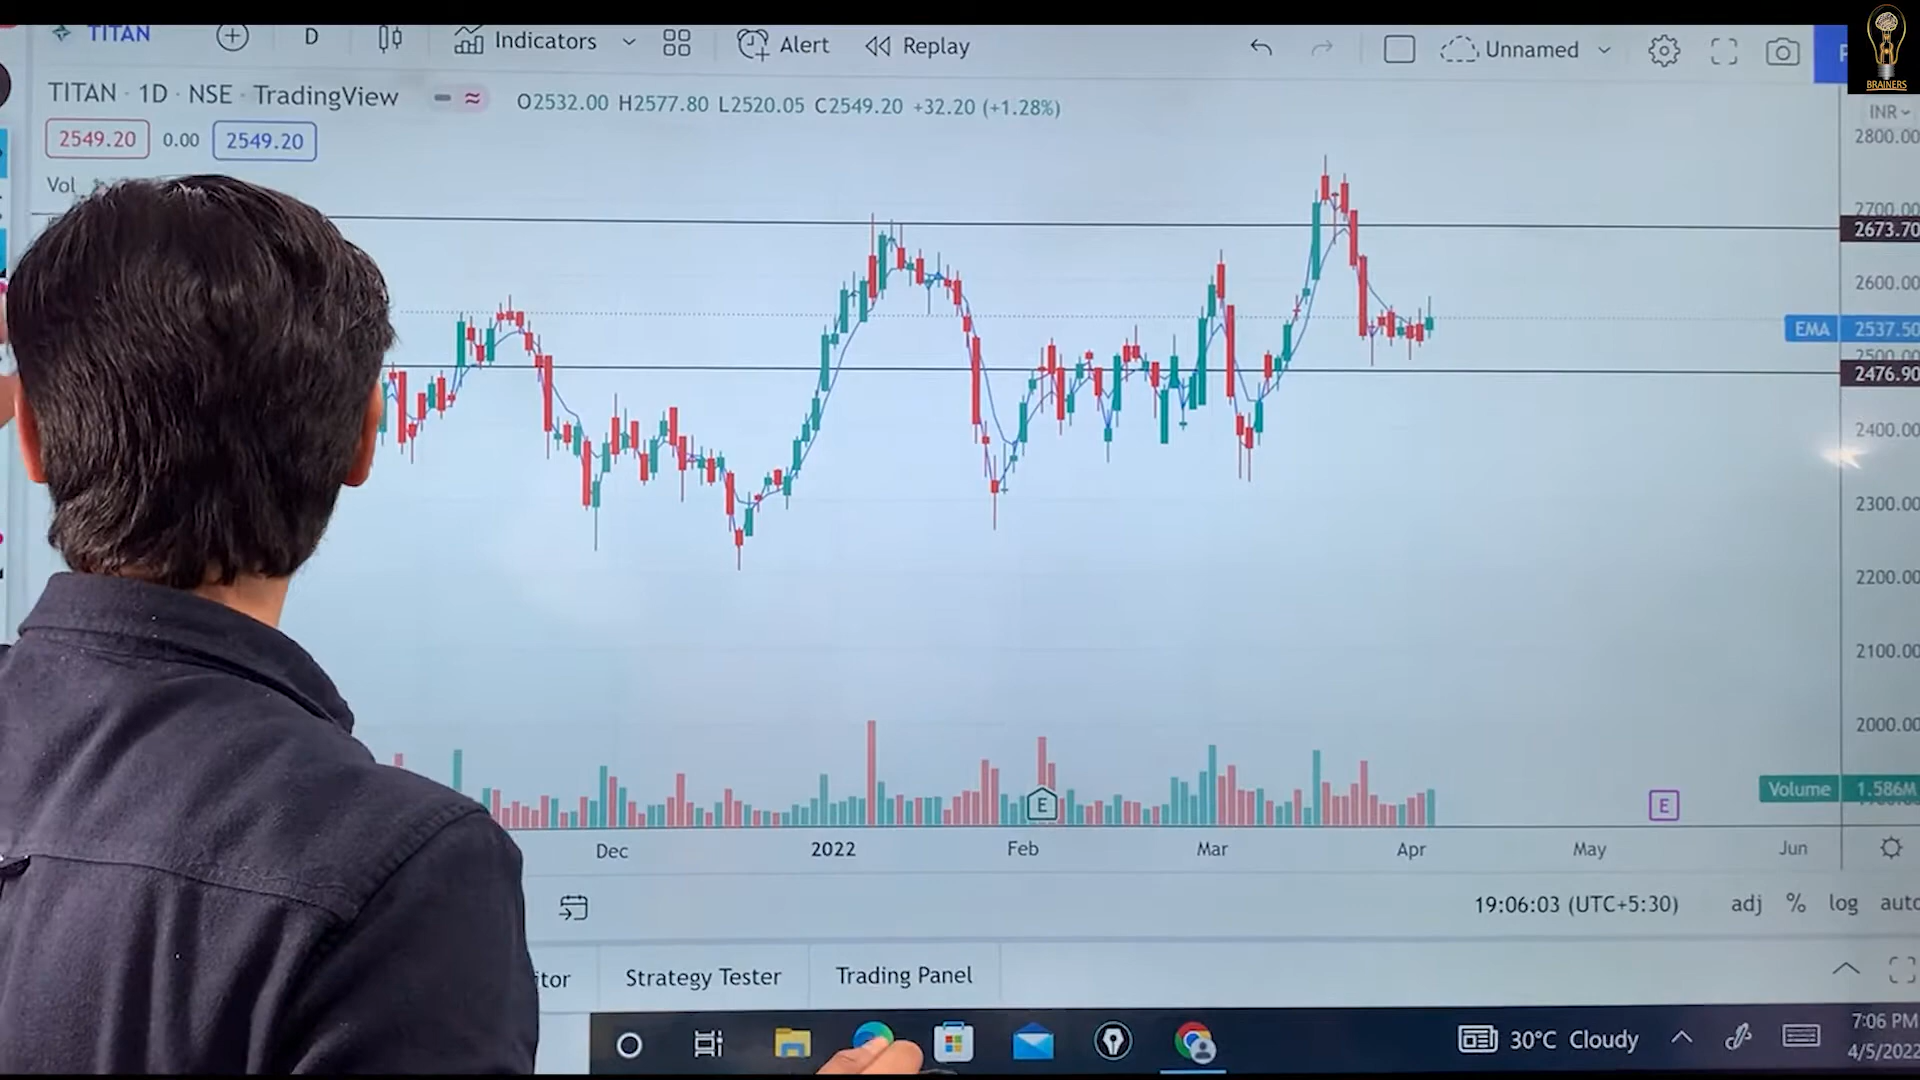 TITAN D Indicators Alert Replay Unnamed
BRAINERS
TITAN · 1D · NSE · TradingView O2532.00 H2577.80 L2520.05 C2549.20 +32.20 (+1.28%)
INR
2549.20 0.00 2549.20
2800.00
Vol
2700.00
2673.70
2600.00
EMA 2537.50
2500.00
2476.90
2400.00
2300.00
2200.00
2100.00
2000.00
Volume 1.586M
E E
Dec 2022 Feb Mar Apr May Jun
19:06:03 (UTC+5:30) adj % log auto
tor Strategy Tester Trading Panel
30°C Cloudy
7:06 PM
4/5/2022